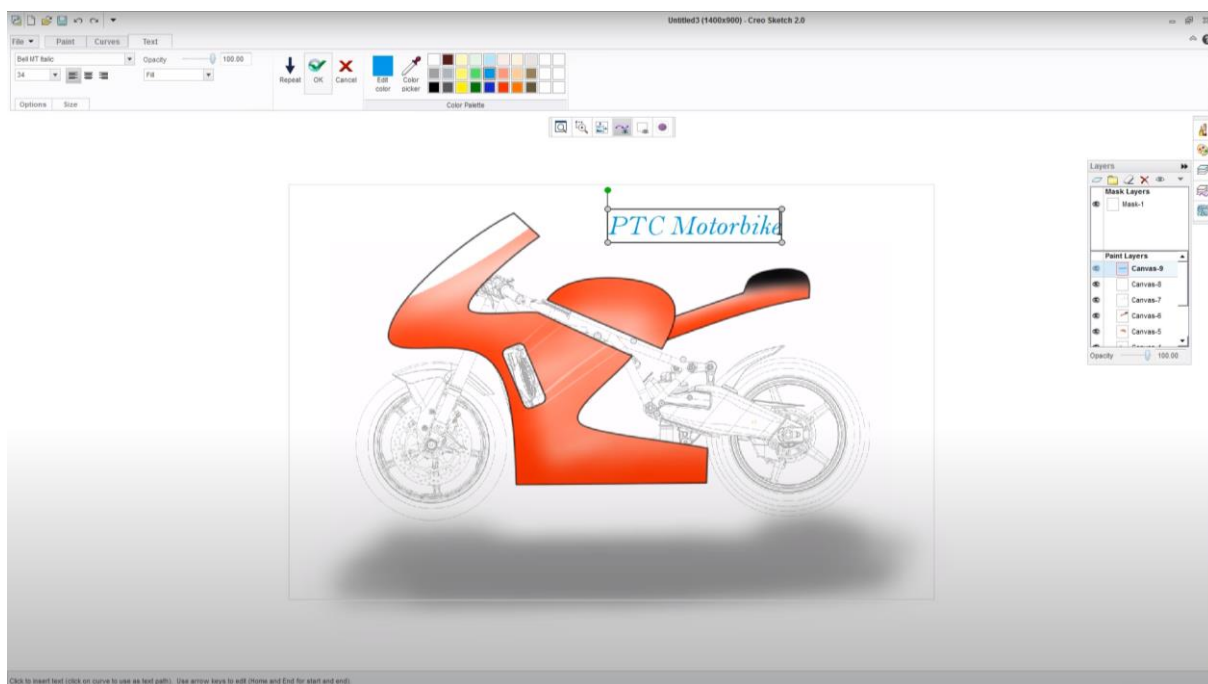 Untitled3 (1400x900) - Creo Sketch 2.0
File Paint Curves Text
Bell MT Italic
Opacity 100.00
34
Fill
Repeat OK Cancel
Edit color
Color picker
Options Size
Color Palette
PTC Motorbike
Layers
Mask Layers
Mask-1
Paint Layers
Canvas-9
Canvas-8
Canvas-7
Canvas-6
Canvas-5
Opacity 100.00
Click to insert text (click on curve to use as text path). Use arrow keys to edit (Home and End for start and end).